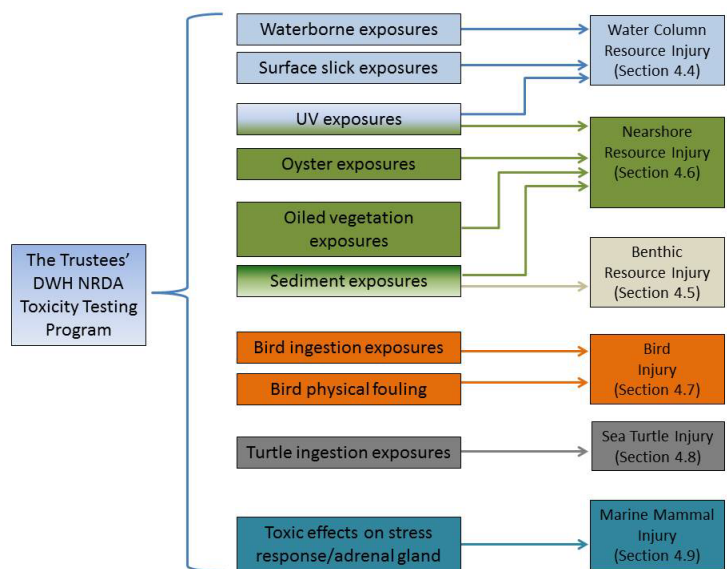 The Trustees'
DWH NRDA
Toxicity Testing
Program
Waterborne exposures
Surface slick exposures
UV exposures
Oyster exposures
Oiled vegetation
exposures
Sediment exposures
Bird ingestion exposures
Bird physical fouling
Turtle ingestion exposures
Toxic effects on stress
response/adrenal gland
Water Column
Resource Injury
(Section 4.4)
Nearshore
Resource Injury
(Section 4.6)
Benthic
Resource Injury
(Section 4.5)
Bird
Injury
(Section 4.7)
Sea Turtle Injury
(Section 4.8)
Marine Mammal
Injury
(Section 4.9)